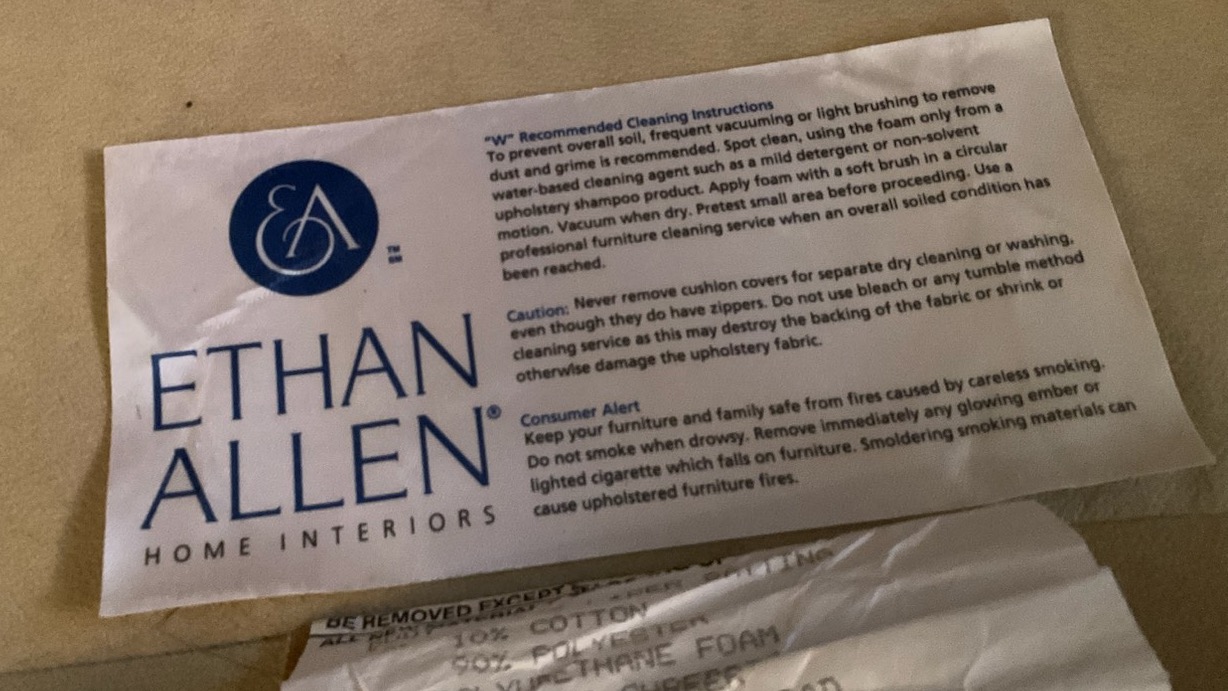 EA
TM
SM
ETHAN
ALLEN®
HOME INTERIORS
"W" Recommended Cleaning Instructions
To prevent overall soil, frequent vacuuming or light brushing to remove
dust and grime is recommended. Spot clean, using the foam only from a
water-based cleaning agent such as a mild detergent or non-solvent
upholstery shampoo product. Apply foam with a soft brush in a circular
motion. Vacuum when dry. Pretest small area before proceeding. Use a
professional furniture cleaning service when an overall soiled condition has
been reached.
Caution: Never remove cushion covers for separate dry cleaning or washing,
even though they do have zippers. Do not use bleach or any tumble method
cleaning service as this may destroy the backing of the fabric or shrink or
otherwise damage the upholstery fabric.
Consumer Alert
Keep your furniture and family safe from fires caused by careless smoking.
Do not smoke when drowsy. Remove immediately any glowing ember or
lighted cigarette which falls on furniture. Smoldering smoking materials can
cause upholstered furniture fires.
BE REMOVED EXCEPT
ALL NEW MATERIAL
BATTING
10% COTTON
90% POLYESTER
FOAM